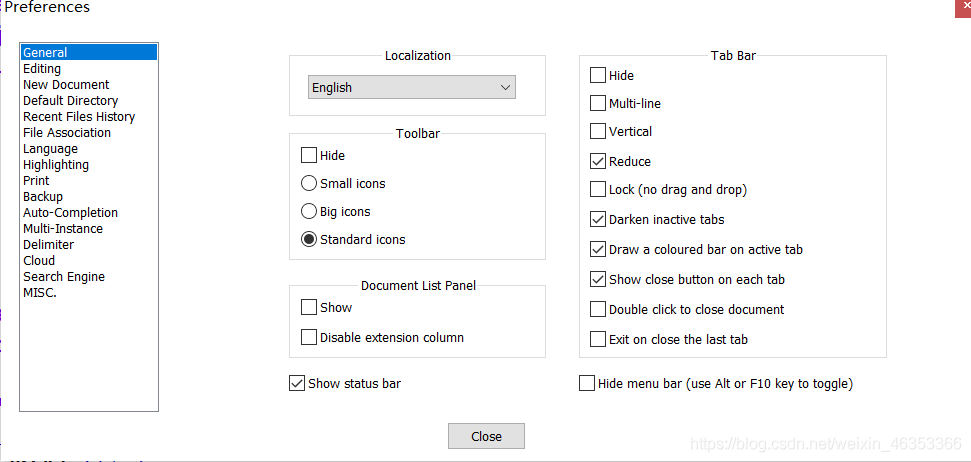 Preferences
General
Editing
New Document
Default Directory
Recent Files History
File Association
Language
Highlighting
Print
Backup
Auto-Completion
Multi-Instance
Delimiter
Cloud
Search Engine
MISC.
Localization
English
Toolbar
Hide
Small icons
Big icons
Standard icons
Document List Panel
Show
Disable extension column
Show status bar
Tab Bar
Hide
Multi-line
Vertical
Reduce
Lock (no drag and drop)
Darken inactive tabs
Draw a coloured bar on active tab
Show close button on each tab
Double click to close document
Exit on close the last tab
Hide menu bar (use Alt or F10 key to toggle)
Close
https://blog.csdn.net/weixin_46353366